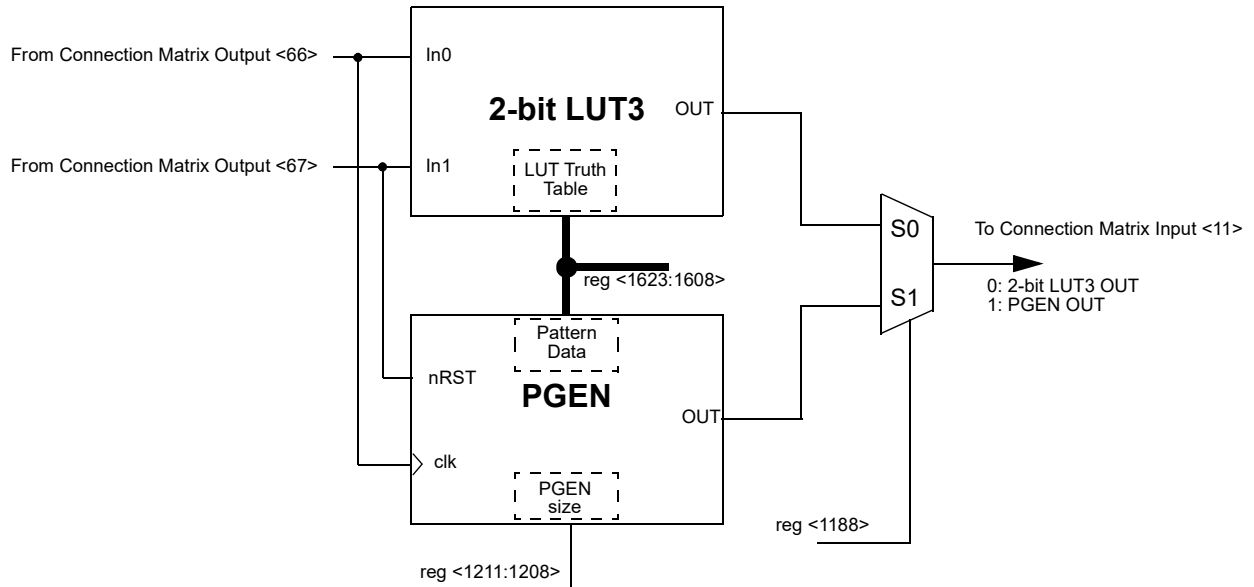 From Connection Matrix Output <66>
In0
2-bit LUT3
OUT
From Connection Matrix Output <67>
In1
LUT Truth
Table
S0
To Connection Matrix Input <11>
reg <1623:1608>
0: 2-bit LUT3 OUT
1: PGEN OUT
S1
Pattern
Data
nRST
PGEN
OUT
clk
PGEN
size
reg <1188>
reg <1211:1208>